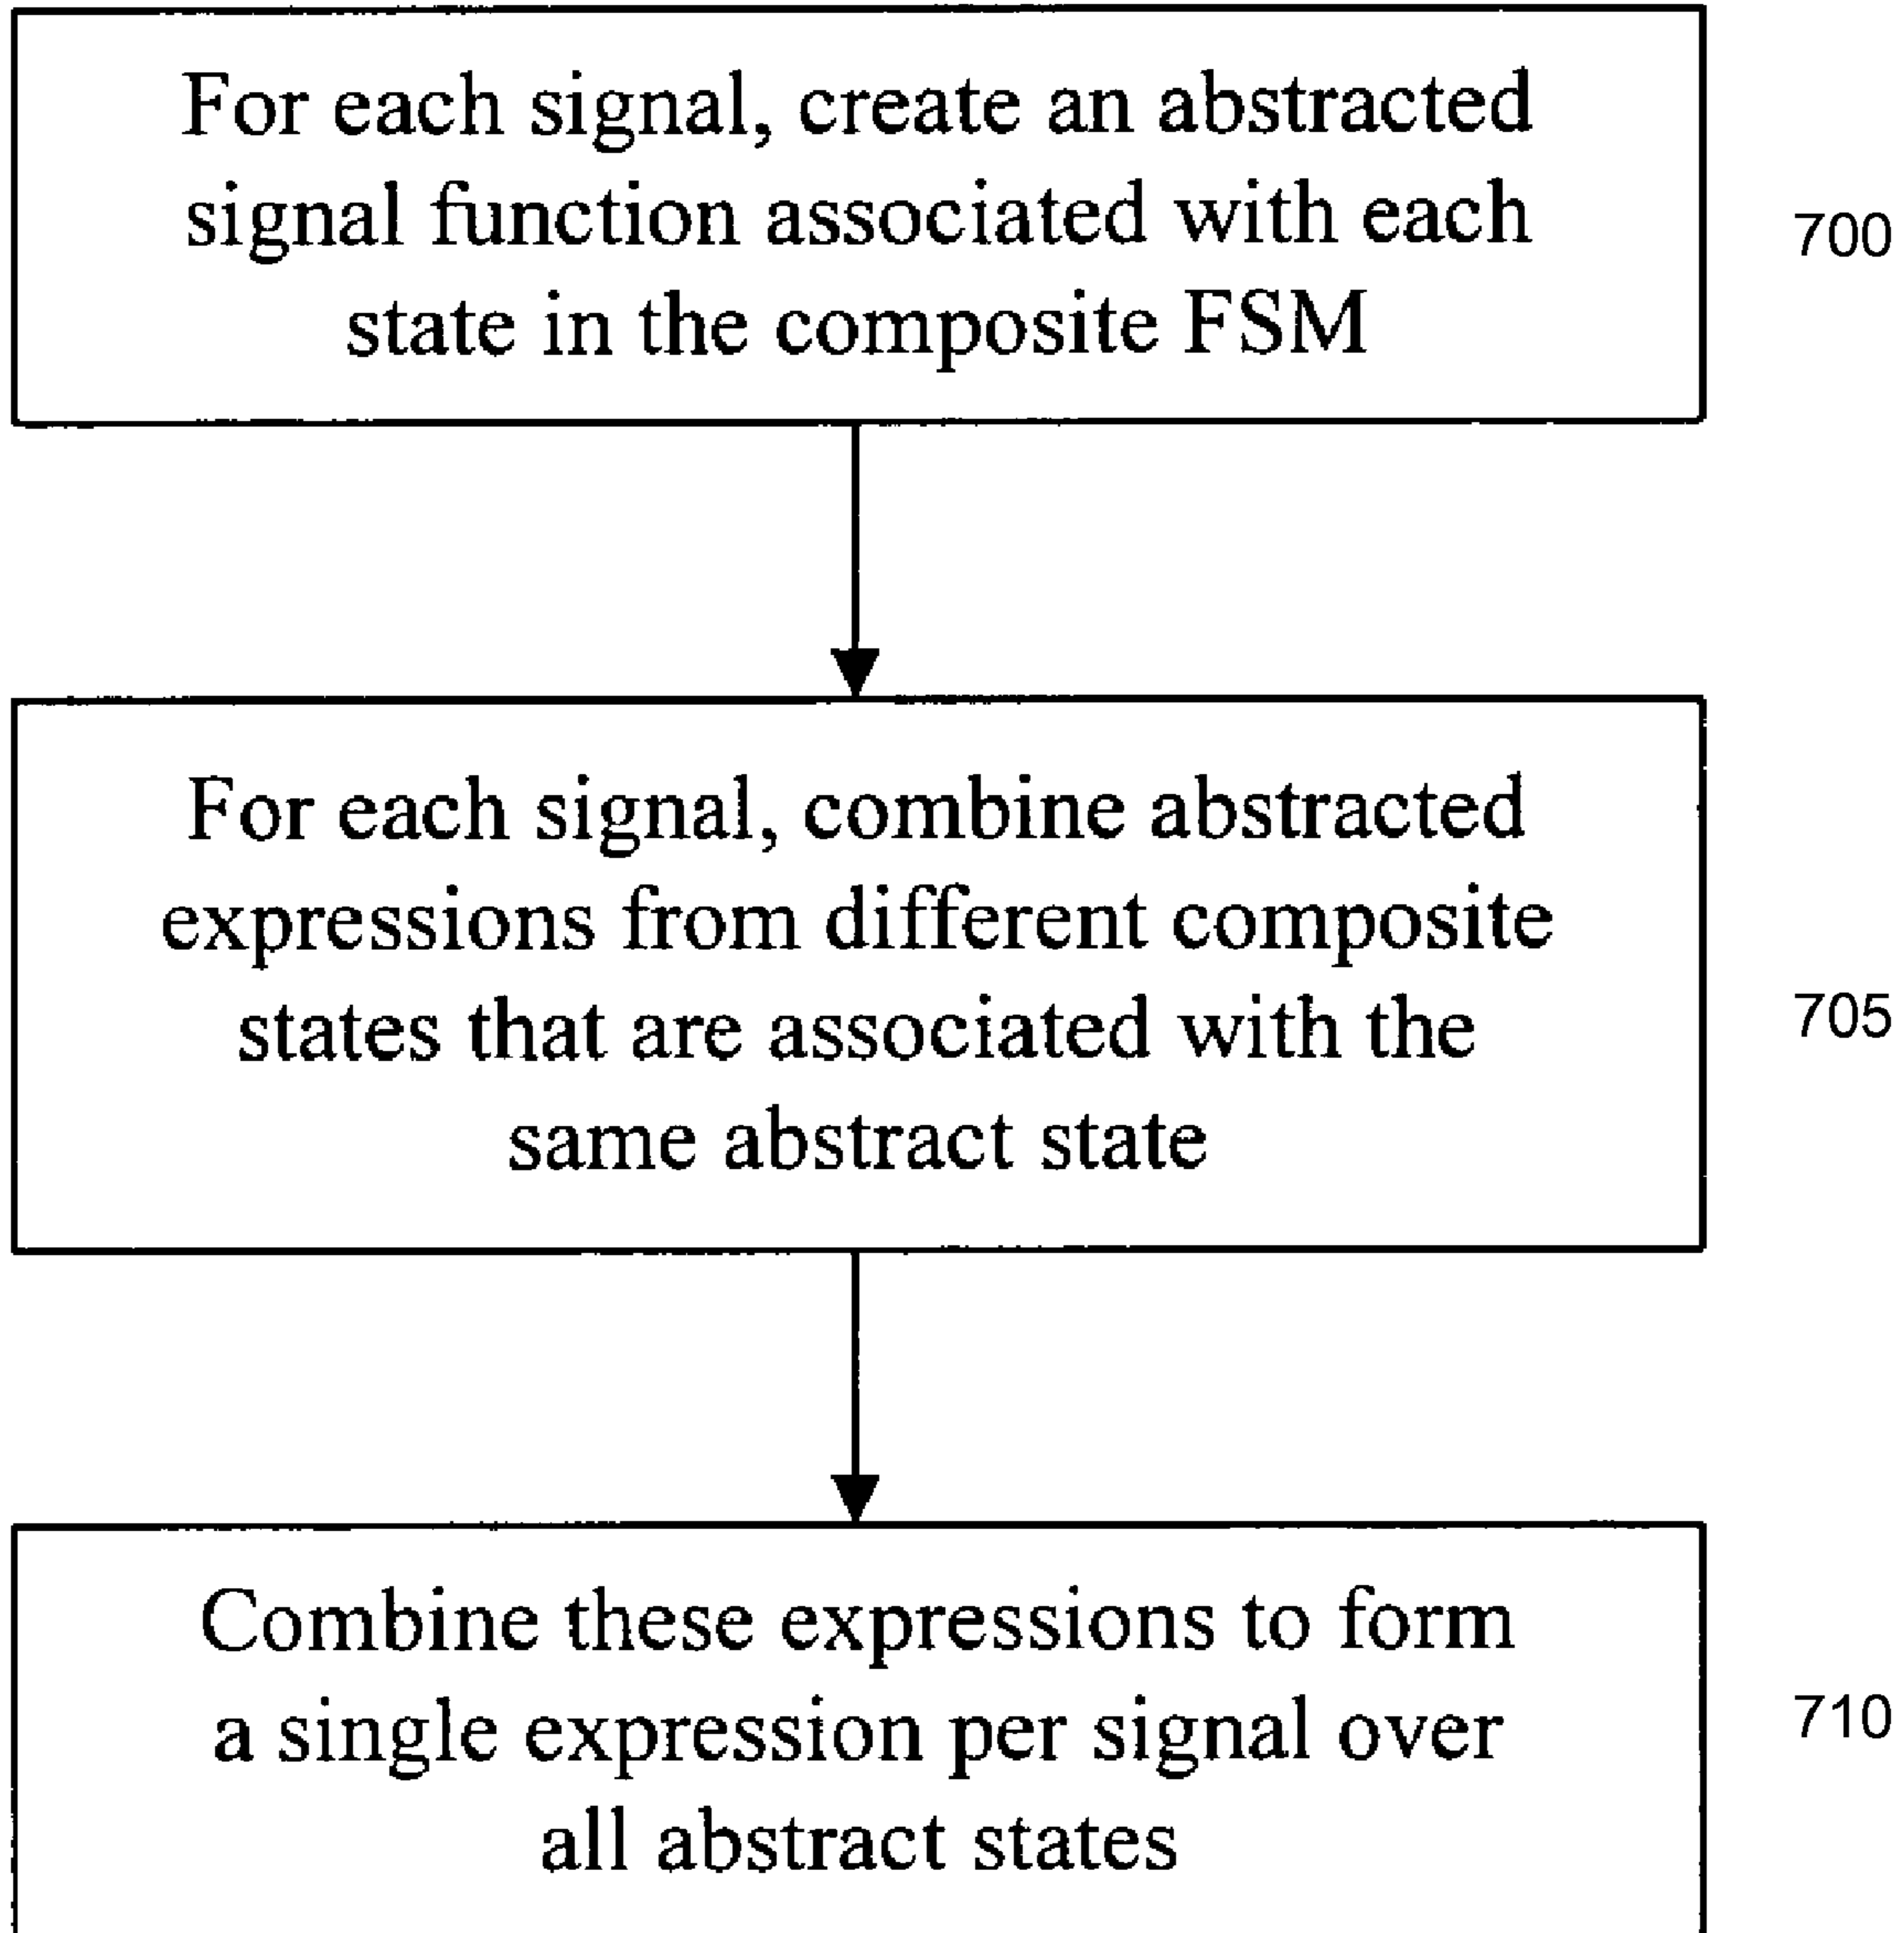 For each signal, create an abstracted
signal function associated with each
state in the composite FSM
700
For each signal, combine abstracted
expressions from different composite
states that are associated with the
same abstract state
705
Combine these expressions to form
a single expression per signal over
all abstract states
710